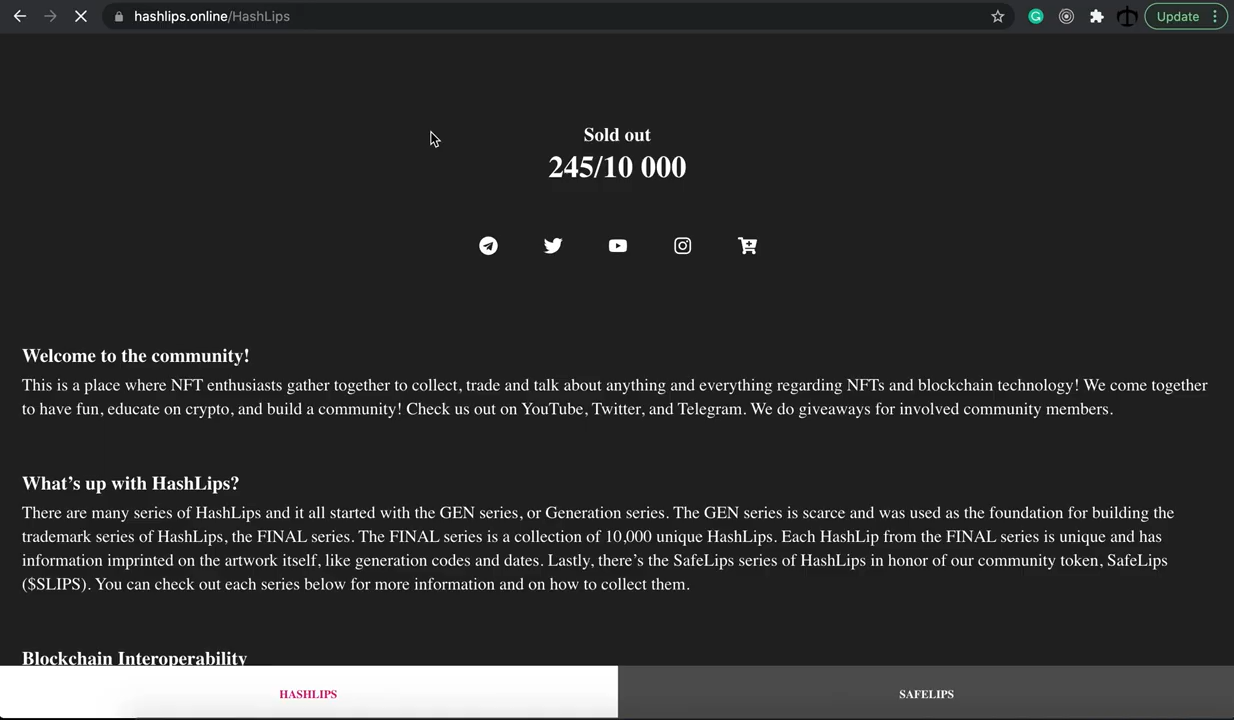 hashlips.online/HashLips
Update
Sold out
245/10 000
Welcome to the community!
This is a place where NFT enthusiasts gather together to collect, trade and talk about anything and everything regarding NFTs and blockchain technology! We come together
to have fun, educate on crypto, and build a community! Check us out on YouTube, Twitter, and Telegram. We do giveaways for involved community members.
What’s up with HashLips?
There are many series of HashLips and it all started with the GEN series, or Generation series. The GEN series is scarce and was used as the foundation for building the
trademark series of HashLips, the FINAL series. The FINAL series is a collection of 10,000 unique HashLips. Each HashLip from the FINAL series is unique and has
information imprinted on the artwork itself, like generation codes and dates. Lastly, there’s the SafeLips series of HashLips in honor of our community token, SafeLips
($SLIPS). You can check out each series below for more information and on how to collect them.
Blockchain Interoperability
HASHLIPS
SAFELIPS